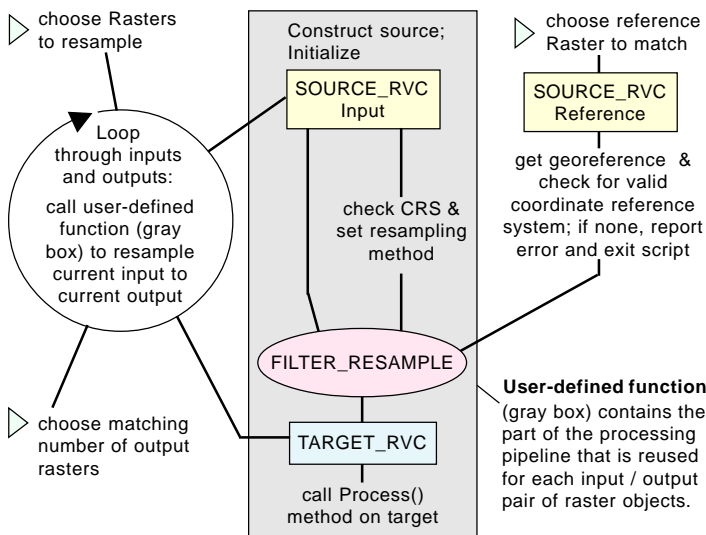 choose Rasters
to resample
Loop
through inputs
and outputs:
call user-defined
function (gray
box) to resample
current input to
current output
choose matching
number of output
rasters
Construct source;
Initialize
SOURCE_RVC
Input
check CRS &
set resampling
method
FILTER_RESAMPLE
TARGET_RVC
call Process()
method on target
choose reference
Raster to match
SOURCE_RVC
Reference
get georeference &
check for valid
coordinate reference
system; if none, report
error and exit script
User-defined function
(gray box) contains the
part of the processing
pipeline that is reused
for each input / output
pair of raster objects.